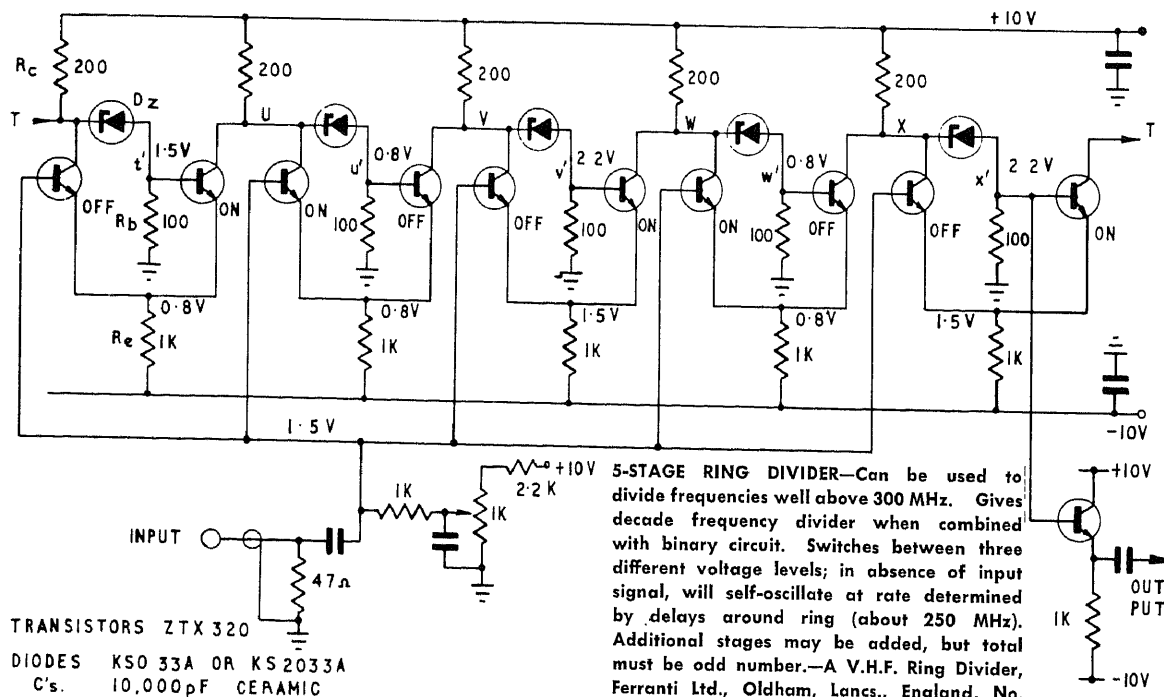 +10V
Rc
200
200
200
200
200
T
Dz
U
V
W
X
T
t'
1.5V
u'
0.8V
v'
2.2V
w'
0.8V
x'
2.2V
OFF
Rb
100
ON
ON
100
OFF
OFF
100
ON
ON
100
OFF
OFF
100
ON
0.8V
0.8V
1.5V
0.8V
1.5V
Re
1K
1K
1K
1K
1K
-10V
1.5V
+10V
2.2K
1K
1K
INPUT
47Ω
+10V
OUT
PUT
1K
-10V
TRANSISTORS ZTX 320
DIODES KSO 33A OR KS2033A
C's. 10,000pF CERAMIC
5-STAGE RING DIVIDER—Can be used to
divide frequencies well above 300 MHz. Gives
decade frequency divider when combined
with binary circuit. Switches between three
different voltage levels; in absence of input
signal, will self-oscillate at rate determined
by delays around ring (about 250 MHz).
Additional stages may be added, but total
must be odd number.—A V.H.F. Ring Divider,
Ferranti Ltd., Oldham, Lancs., England, No.